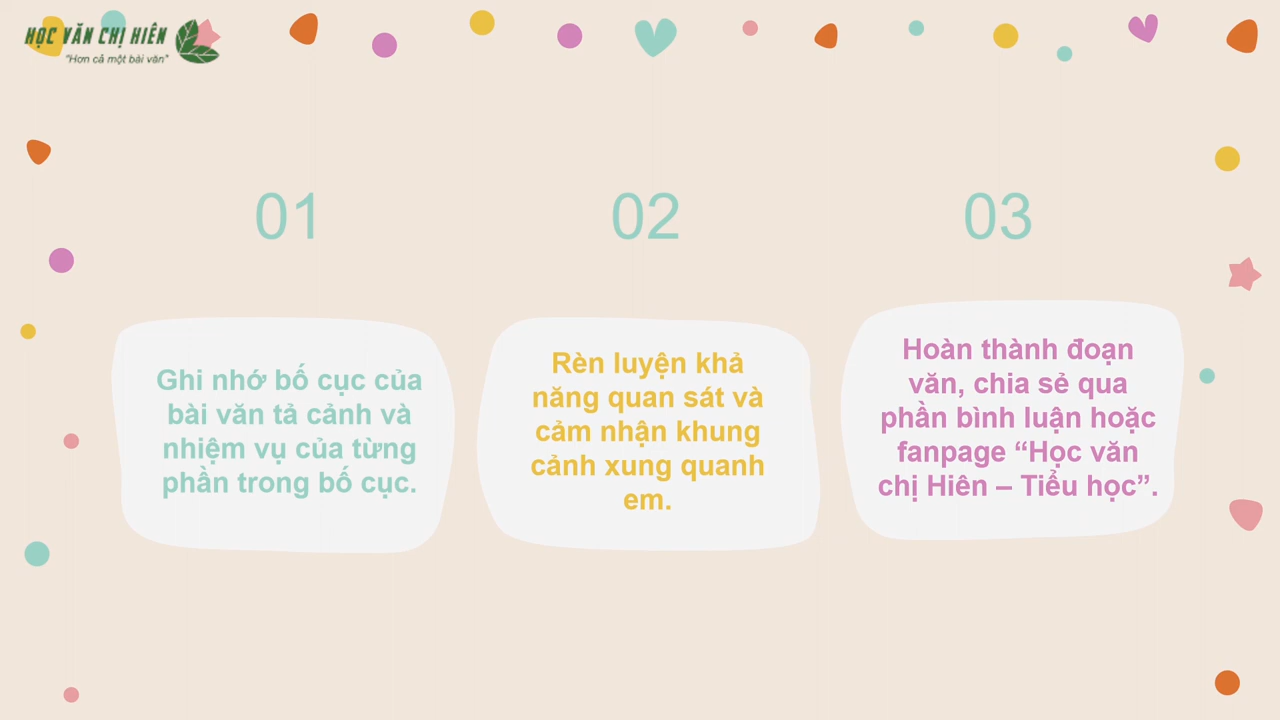 HỌC VĂN CHỊ HIÊN
"Hơn cả một bài văn"
01
02
03
Ghi nhớ bố cục của
bài văn tả cảnh và
nhiệm vụ của từng
phần trong bố cục.
Rèn luyện khả
năng quan sát và
cảm nhận khung
cảnh xung quanh
em.
Hoàn thành đoạn
văn, chia sẻ qua
phần bình luận hoặc
fanpage “Học văn
chị Hiên – Tiểu học”.